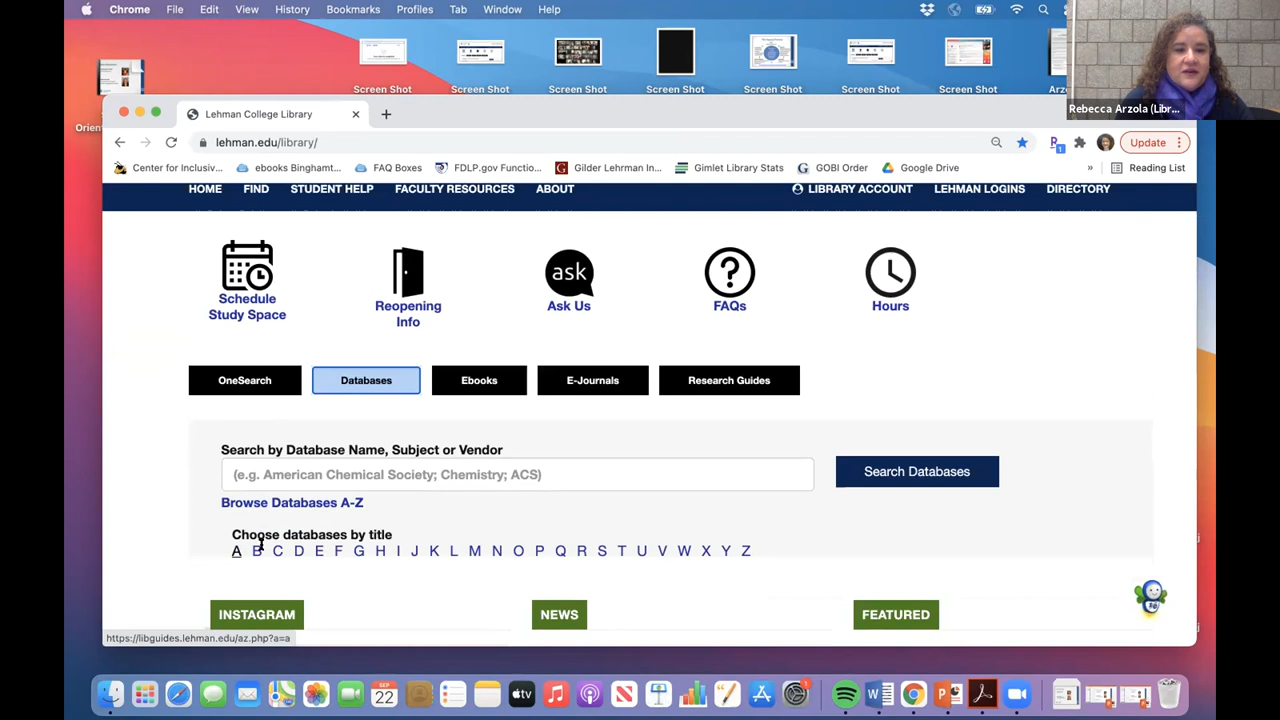 Chrome File Edit View History Bookmarks Profiles Tab Window Help
Screen Shot Screen Shot Screen Shot Screen Shot Screen Shot Screen Shot Screen Shot
Rebecca Arzola (Libr...
Lehman College Library
lehman.edu/library/
Update
Center for Inclusiv... ebooks Binghamt... FAQ Boxes FDLP.gov Functio... Gilder Lehrman In... Gimlet Library Stats GOBI Order Google Drive » Reading List
HOME FIND STUDENT HELP FACULTY RESOURCES ABOUT LIBRARY ACCOUNT LEHMAN LOGINS DIRECTORY
ask
?
Schedule
Study Space
Reopening
Info
Ask Us
FAQs
Hours
OneSearch Databases Ebooks E-Journals Research Guides
Search by Database Name, Subject or Vendor
(e.g. American Chemical Society; Chemistry; ACS)
Search Databases
Browse Databases A-Z
Choose databases by title
A B C D E F G H I J K L M N O P Q R S T U V W X Y Z
INSTAGRAM NEWS FEATURED
https://libguides.lehman.edu/az.php?a=a
SEP
22
tv